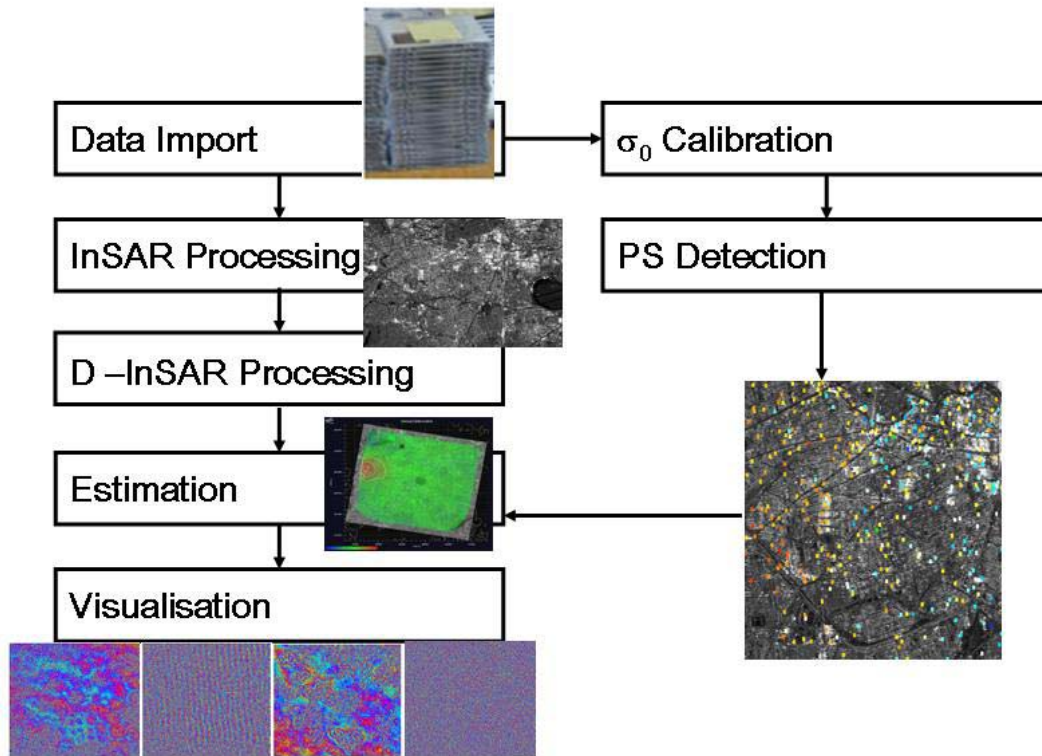 Data Import
σ₀ Calibration
InSAR Processing
PS Detection
D –InSAR Processing
Estimation
Visualisation